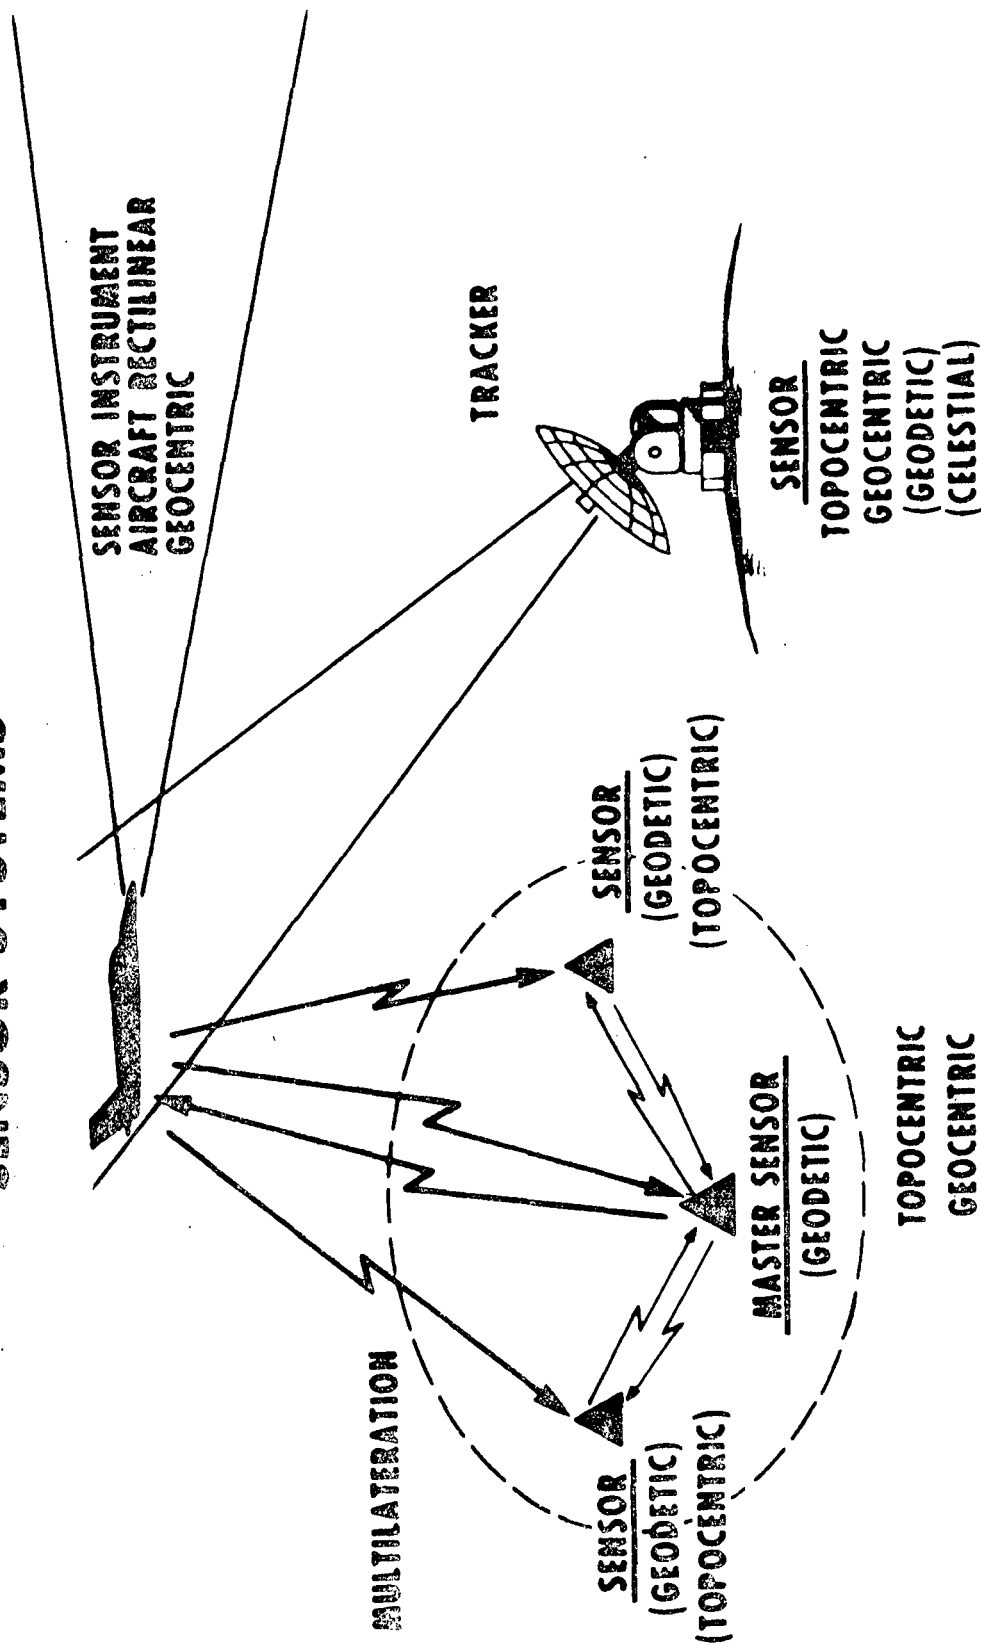 SENSOR INSTRUMENT
AIRCRAFT RECTILINEAR
GEOCENTRIC
TRACKER
MULTILATERATION
SENSOR
(GEODETIC)
(TOPOCENTRIC)
MASTER SENSOR
(GEODETIC)
SENSOR
(GEODETIC)
(TOPOCENTRIC)
SENSOR
TOPOCENTRIC
GEOCENTRIC
(GEODETIC)
(CELESTIAL)
TOPOCENTRIC
GEOCENTRIC